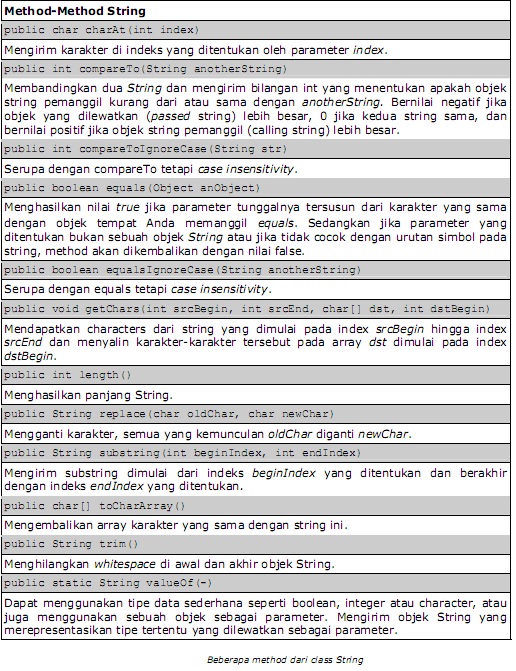 Method-Method String
public char charAt(int index)
Mengirim karakter di indeks yang ditentukan oleh parameter index.
public int compareTo(String anotherString)
Membandingkan dua String dan mengirim bilangan int yang menentukan apakah objek
string pemanggil kurang dari atau sama dengan anotherString. Bernilai negatif jika
objek yang dilewatkan (passed string) lebih besar, 0 jika kedua string sama, dan
bernilai positif jika objek string pemanggil (calling string) lebih besar.
public int compareToIgnoreCase(String str)
Serupa dengan compareTo tetapi case insensitivity.
public boolean equals(Object anObject)
Menghasilkan nilai true jika parameter tunggalnya tersusun dari karakter yang sama
dengan objek tempat Anda memanggil equals. Sedangkan jika parameter yang
ditentukan bukan sebuah objek String atau jika tidak cocok dengan urutan simbol pada
string, method akan dikembalikan dengan nilai false.
public boolean equalsIgnoreCase(String anotherString)
Serupa dengan equals tetapi case insensitivity.
public void getChars(int srcBegin, int srcEnd, char[] dst, int dstBegin)
Mendapatkan characters dari string yang dimulai pada index srcBegin hingga index
srcEnd dan menyalin karakter-karakter tersebut pada array dst dimulai pada index
dstBegin.
public int length()
Menghasilkan panjang String.
public String replace(char oldChar, char newChar)
Mengganti karakter, semua yang kemunculan oldChar diganti newChar.
public String substring(int beginIndex, int endIndex)
Mengirim substring dimulai dari indeks beginIndex yang ditentukan dan berakhir
dengan indeks endIndex yang ditentukan.
public char[] toCharArray()
Mengembalikan array karakter yang sama dengan string ini.
public String trim()
Menghilangkan whitespace di awal dan akhir objek String.
public static String valueOf(-)
Dapat menggunakan tipe data sederhana seperti boolean, integer atau character, atau
juga menggunakan sebuah objek sebagai parameter. Mengirim objek String yang
merepresentasikan tipe tertentu yang dilewatkan sebagai parameter.
Beberapa method dari class String